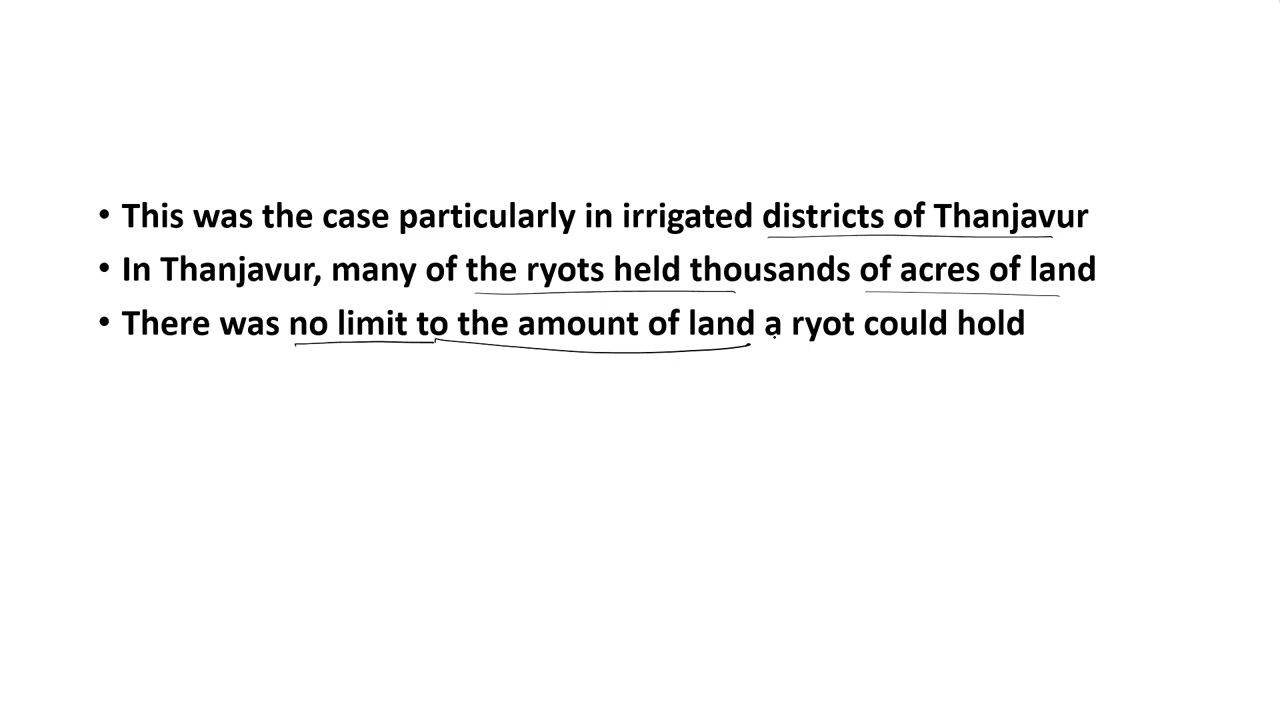 • This was the case particularly in irrigated districts of Thanjavur
• In Thanjavur, many of the ryots held thousands of acres of land
• There was no limit to the amount of land a ryot could hold